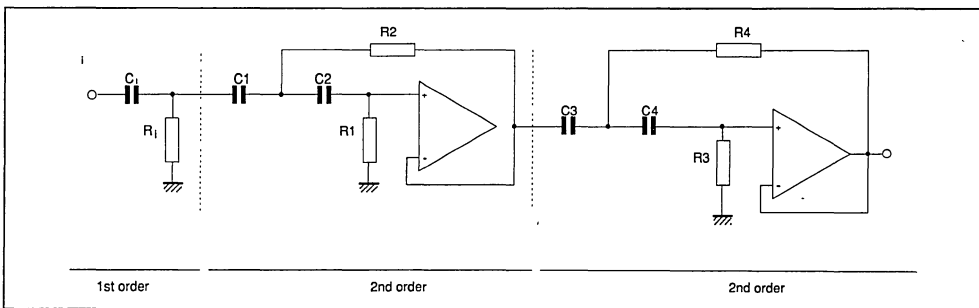 R2
R4
i
Ci
C1
C2
C3
C4
Ri
R1
R3
+
-
+
-
1st order
2nd order
2nd order